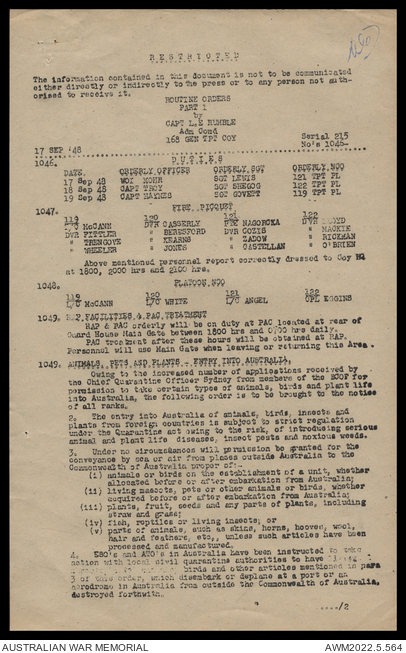 RESTRICTED
The information contained in this document is not to be communicated
either directly or indirectly to the press or to any person not auth-
orised to receive it.
ROUTINE ORDERS
PART 1
by
CAPT L.E RUMBLE
Adm Comd
168 GEN TPT COY
Serial 215
No's 1046-
17 SEP '48
1046. DUTIES
DATE. ORDERLY OFFICER ORDERLY SGT ORDERLY NCO
17 Sep 48 WO1 MOHR SGT LEWIS 121 TPT PL
18 Sep 48 CAPT TROY SGT SHEGOG 122 TPT PL
19 Sep 48 CAPT HAYNES SGT GOVETT 119 TPT PL
1047. FIRE PICQUET
119 120 121 122
L/C McCANN DVR CASSERLY NAGORCKA DVR
DVR PITTLER " BERESFORD DVR COZIS " MACKIE
" TRENGOVE " KEARNS " ZADOW " RICKMAN
" WHEELER " JONES " CASTELLAN " O'BRIEN
Above mentioned personnel report correctly dressed to Coy HQ
at 1800, 2000 hrs and 2100 hrs.
1048. PLATOON NCO
119 120 121 122
L/C McCANN L/C WHITE L/C ANGEL CPL EGGINS
1049. RAP FACILITIES & PAC TREATMENT
RAP & PAC orderly will be on duty at PAC located at rear of
Guard House Main Gate between 1800 hrs and 0700 hrs daily.
PAC treatment after these hours will be obtained at RAP.
Personnel will use Main Gate when leaving or returning this Area.
1049. ANIMALS, PETS AND PLANTS - ENTRY INTO AUSTRALIA.
Owing to the increased number of applications received by
the Chief Quarantine Officer Sydney from members of the BCOF for
permission to take certain types of animal, birds and plant life
into Australia, the following order is to be brought to the notice
of all ranks.
2. The entry into Australia of animals, birds, insects and
plants from foreign countries is subject to strict regulation
under the Quarantine act owing to the risk, of introducing serious
animal and plant life diseases, insect pests and noxious weeds.
3. Under no circumstances will permission be granted for the
conveyance by sea or air from places outside Australia to the
Commonwealth of Australia proper of:-
(i) animals or birds on the establishment of a unit, whether
allocated before or after embarkation from Australia;
(ii) living mascots, pets or other animals or birds, whether
acquired before or after embarkation from Australia;
(iii) plants, fruit, seeds and any parts of plants, including
straw and grass;
(iv) fish, reptiles or living insects; or
(v) parts of animals, such as skins, horns, hooves, wool,
hair and feathers, etc,, unless such articles have been
processed and manufactured.
4. ESO's and AMO's in Australia have been instructed to take
action with local civil quarantine authorities to have
birds and other articles mentioned in para
3 of this order, which disembark or deplane at a port or an
aerodrome in Australia from outside the Commonwealth of Australia,
destroyed forthwith.
..../2
AUSTRALIAN WAR MEMORIAL
AWM2022.5.564